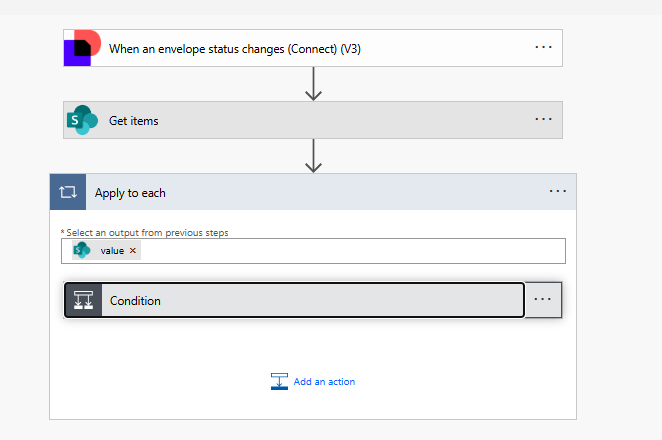 When an envelope status changes (Connect) (V3)
...
S
Get items
...
Apply to each
...
* Select an output from previous steps
S value ×
Condition
...
Add an action